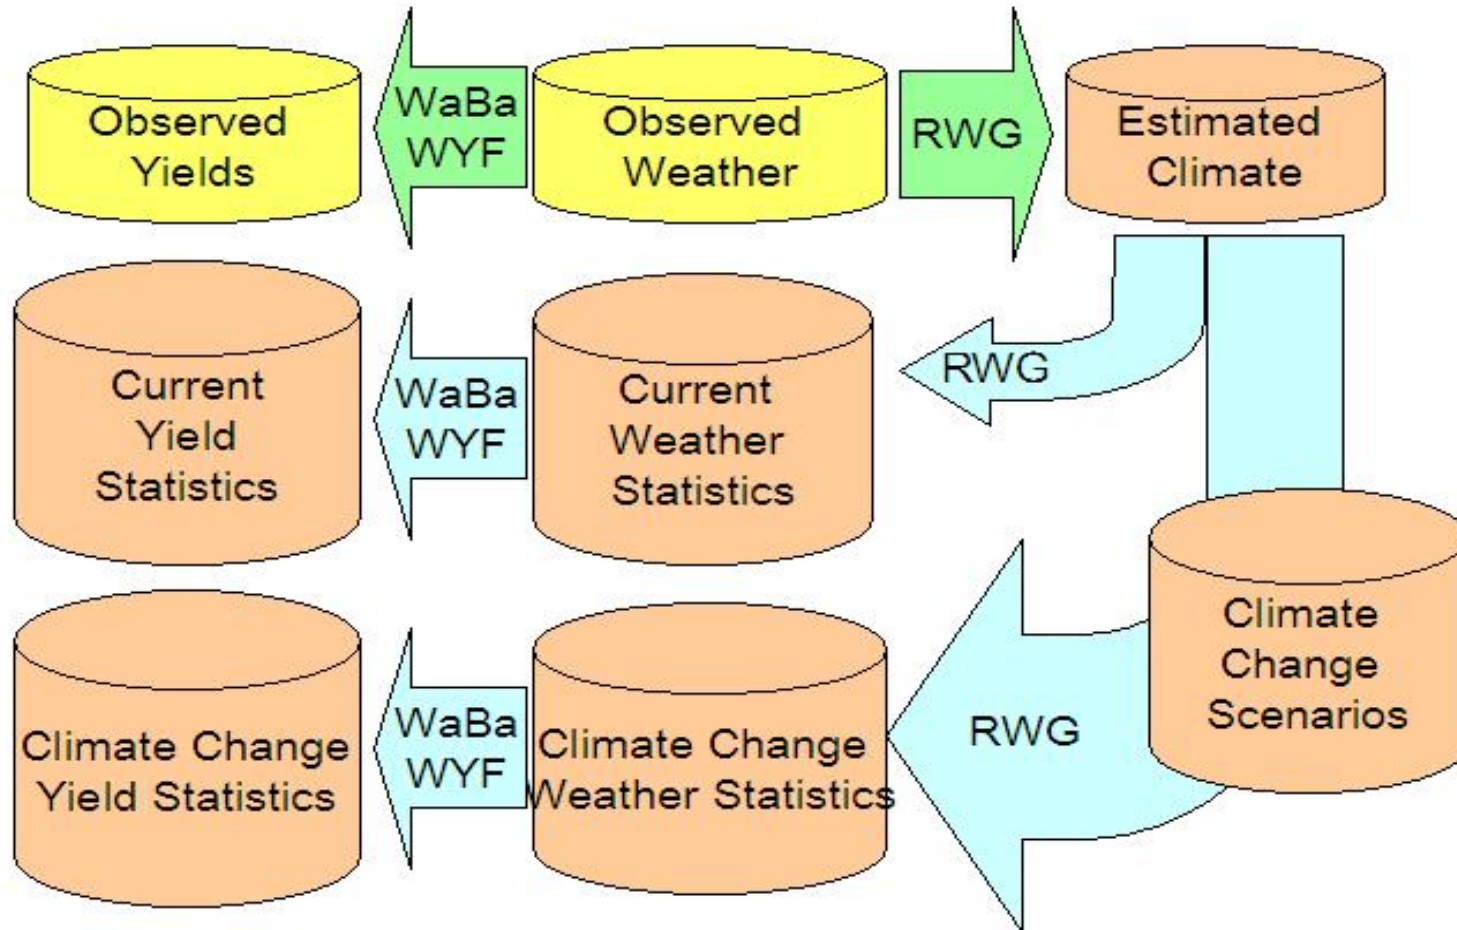 Observed
Yields
WaBa
WYF
Observed
Weather
RWG
Estimated
Climate
Current
Yield
Statistics
WaBa
WYF
Current
Weather
Statistics
RWG
Climate Change
Yield Statistics
WaBa
WYF
Climate Change
Weather Statistics
RWG
Climate
Change
Scenarios